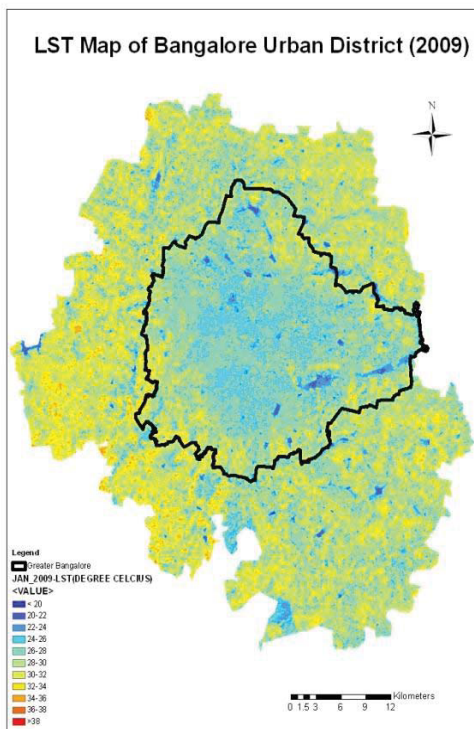 LST Map of Bangalore Urban District (2009)
N
Legend
Greater Bangalore
JAN_2009-LST(DEGREE CELCIUS)
<VALUE>
< 20
20-22
22-24
24-26
26-28
28-30
30-32
32-34
34-36
36-38
>38
Kilometers
0 1.5 3 6 9 12